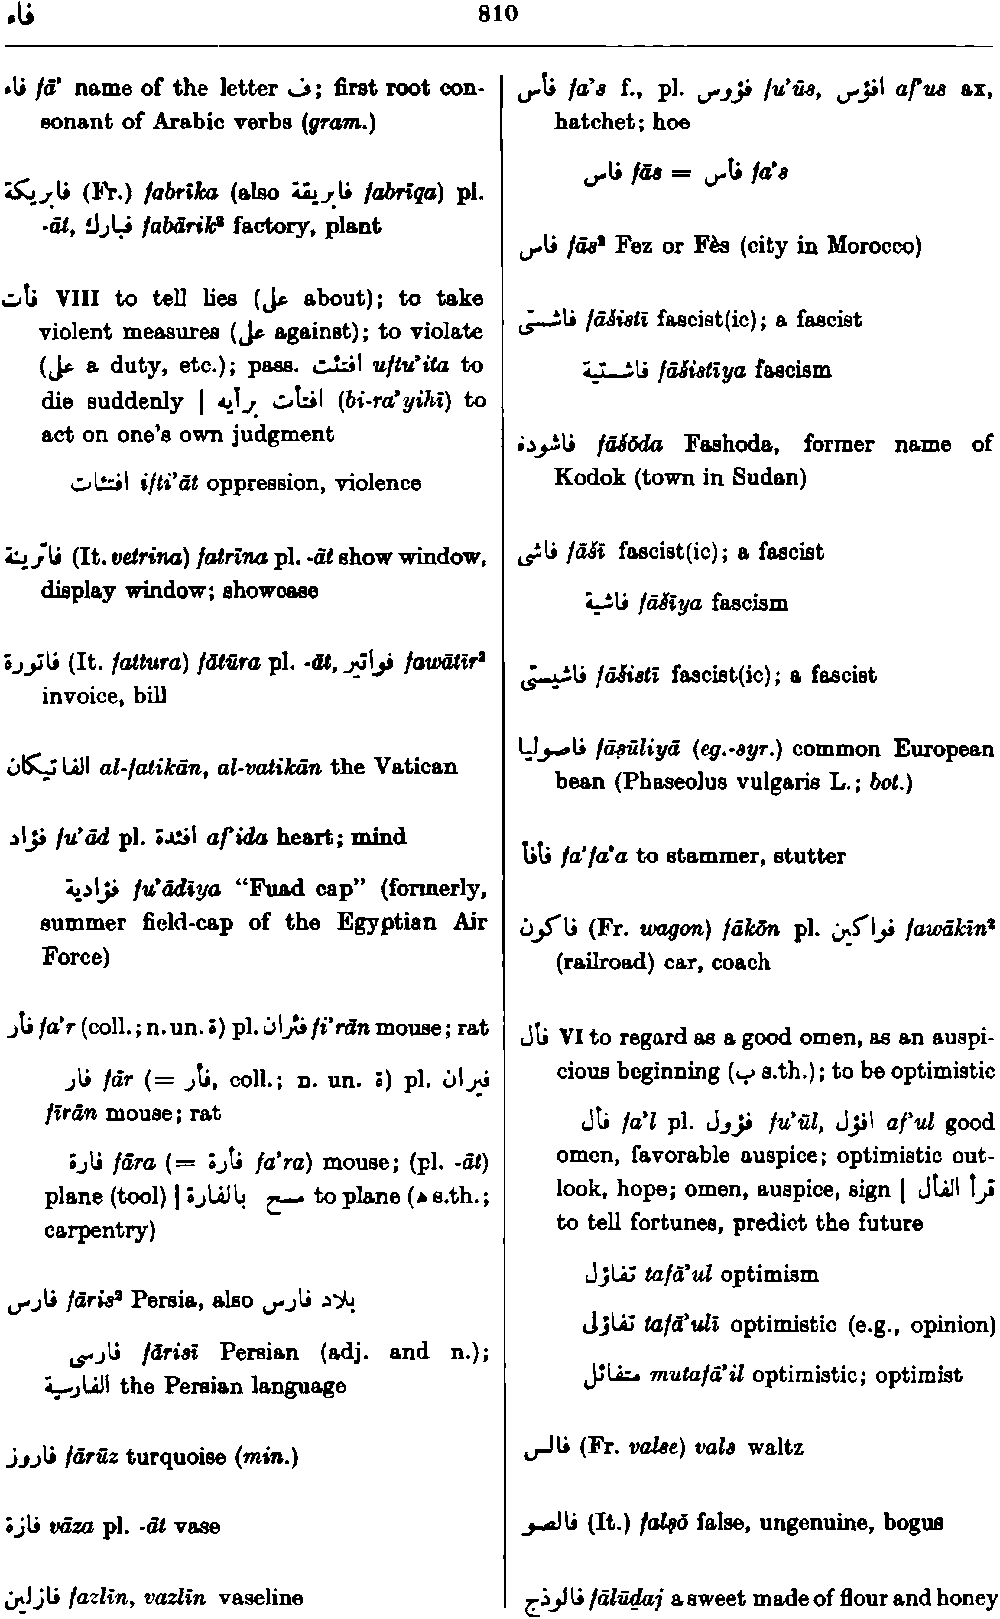 فاء
810
فاء fā’ name of the letter ف; first root con-
sonant of Arabic verbs (gram.)
فابريكة (Fr.) fabrīka (also فابريقة fabrīqa) pl.
-āt, فبارك fabārik² factory, plant
فأت VIII to tell lies (على about); to take
violent measures (على against); to violate
(على a duty, etc.); pass. افتئت uftu’ita to
die suddenly | افتأت برأيه (bi-ra’yihī) to
act on one’s own judgment
افتئات ifti’āt oppression, violence
فاترينة (It. vetrina) fatrīna pl. -āt show window,
display window; showcase
فاتورة (It. fattura) fātūra pl. -āt, فواتير fawātīr²
invoice, bill
الفاتيكان al-fatikān, al-vatikān the Vatican
فؤاد fu’ād pl. افئدة af’ida heart; mind
فؤادية fu’ādīya “Fuad cap” (formerly,
summer field-cap of the Egyptian Air
Force)
فأر fa’r (coll.; n. un. ة) pl. فئران fi’rān mouse; rat
فار fār (= فأر, coll.; n. un. ة) pl. فيران
fīrān mouse; rat
فارة fāra (= فأرة fa’ra) mouse; (pl. -āt)
plane (tool) | مسح بالفارة to plane (ه s.th.;
carpentry)
فارس fāris² Persia, also بلاد فارس
فارسى fārisī Persian (adj. and n.);
الفارسية the Persian language
فاروز fārūz turquoise (min.)
فازة vāza pl. -āt vase
فازلين fazlīn, vazlīn vaseline
فأس fa’s f., pl. فؤوس fu’ūs, افؤس af’us ax,
hatchet; hoe
فاس fās = فأس fa’s
فاس fās² Fez or Fès (city in Morocco)
فاشستى fāšistī fascist(ic); a fascist
فاشستية fāšistīya fascism
فاشوده fāšōda Fashoda, former name of
Kodok (town in Sudan)
فاشى fāšī fascist(ic); a fascist
فاشية fāšīya fascism
فاشيستى fāšistī fascist(ic); a fascist
فاصوليا fāṣūliyā (eg.-syr.) common European
bean (Phaseolus vulgaris L.; bot.)
فأفأ fa’fa’a to stammer, stutter
فاكون (Fr. wagon) fākōn pl. فواكين fawākīn²
(railroad) car, coach
فأل VI to regard as a good omen, as an auspi-
cious beginning (ب s.th.); to be optimistic
فأل fa’l pl. فؤول fu’ūl, افؤل af’ul good
omen, favorable auspice; optimistic out-
look, hope; omen, auspice, sign | قرأ الفأل
to tell fortunes, predict the future
تفاؤل tafā’ul optimism
تفاؤلى tafā’ulī optimistic (e.g., opinion)
متفائل mutafā’il optimistic; optimist
فالس (Fr. valse) vals waltz
فالصو (It.) falṣō false, ungenuine, bogus
فالوذج fālūḏaj a sweet made of flour and honey